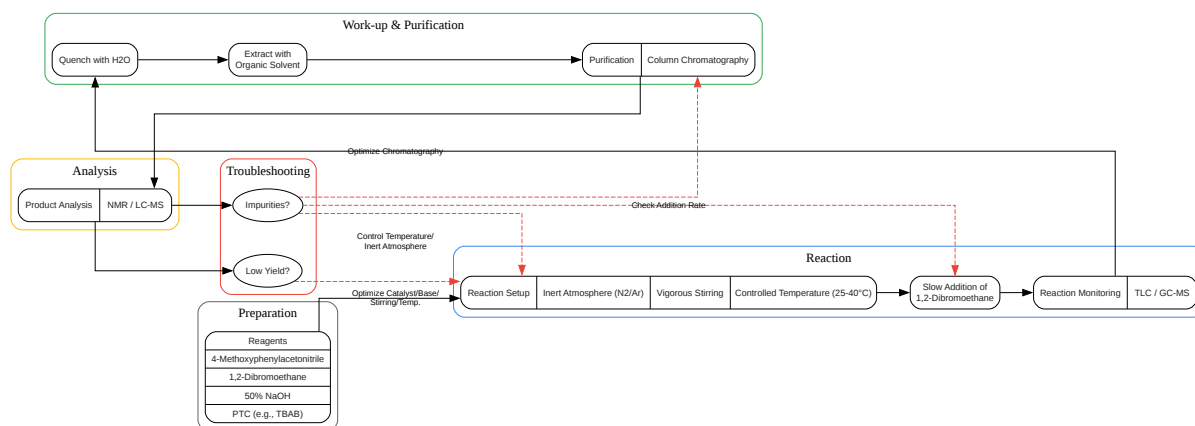 Work-up & Purification
Quench with H2O
Extract with
Organic Solvent
Purification
Column Chromatography
Optimize Chromatography
Analysis
Product Analysis
NMR / LC-MS
Troubleshooting
Impurities?
Low Yield?
Check Addition Rate
Control Temperature/
Inert Atmosphere
Optimize Catalyst/Base/
Stirring/Temp.
Reaction
Reaction Setup
Inert Atmosphere (N2/Ar)
Vigorous Stirring
Controlled Temperature (25-40°C)
Slow Addition of
1,2-Dibromoethane
Reaction Monitoring
TLC / GC-MS
Preparation
Reagents
4-Methoxyphenylacetonitrile
1,2-Dibromoethane
50% NaOH
PTC (e.g., TBAB)